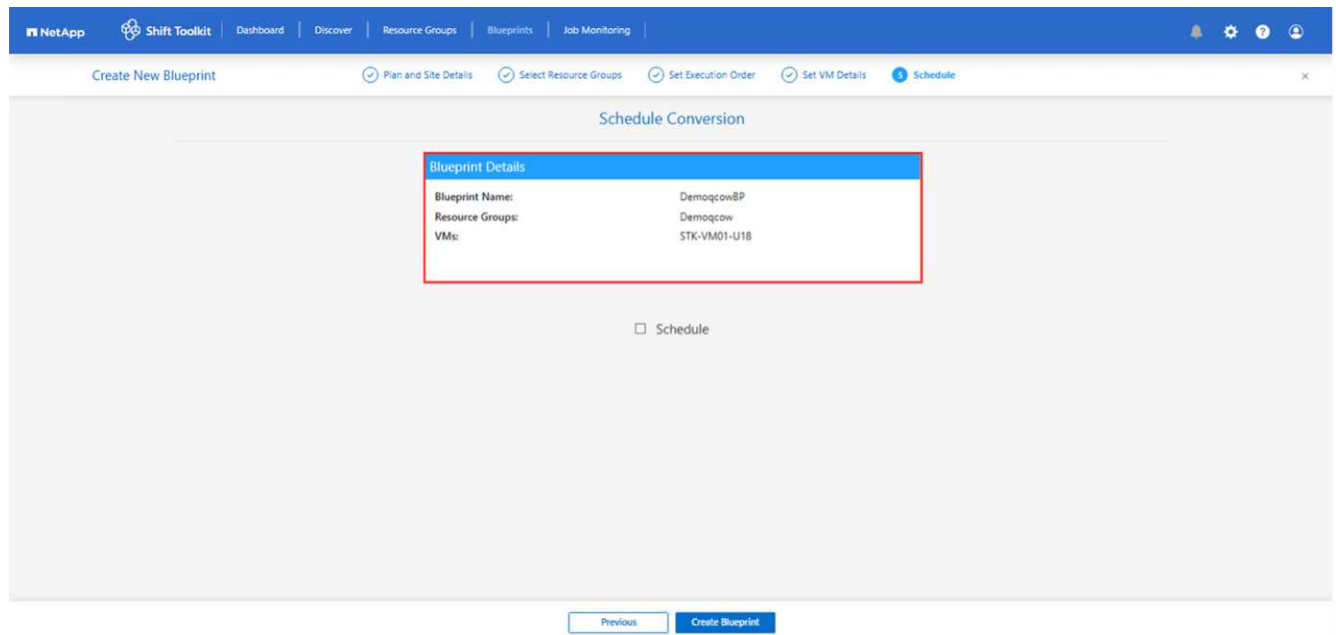 NetApp Shift Toolkit Dashboard Discover Resource Groups Blueprints Job Monitoring
Create New Blueprint Plan and Site Details Select Resource Groups Set Execution Order Set VM Details 5 Schedule
Schedule Conversion
Blueprint Details
Blueprint Name: DemoqcowBP
Resource Groups: Demoqcow
VMs: STK-VM01-U18
Schedule
Previous Create Blueprint